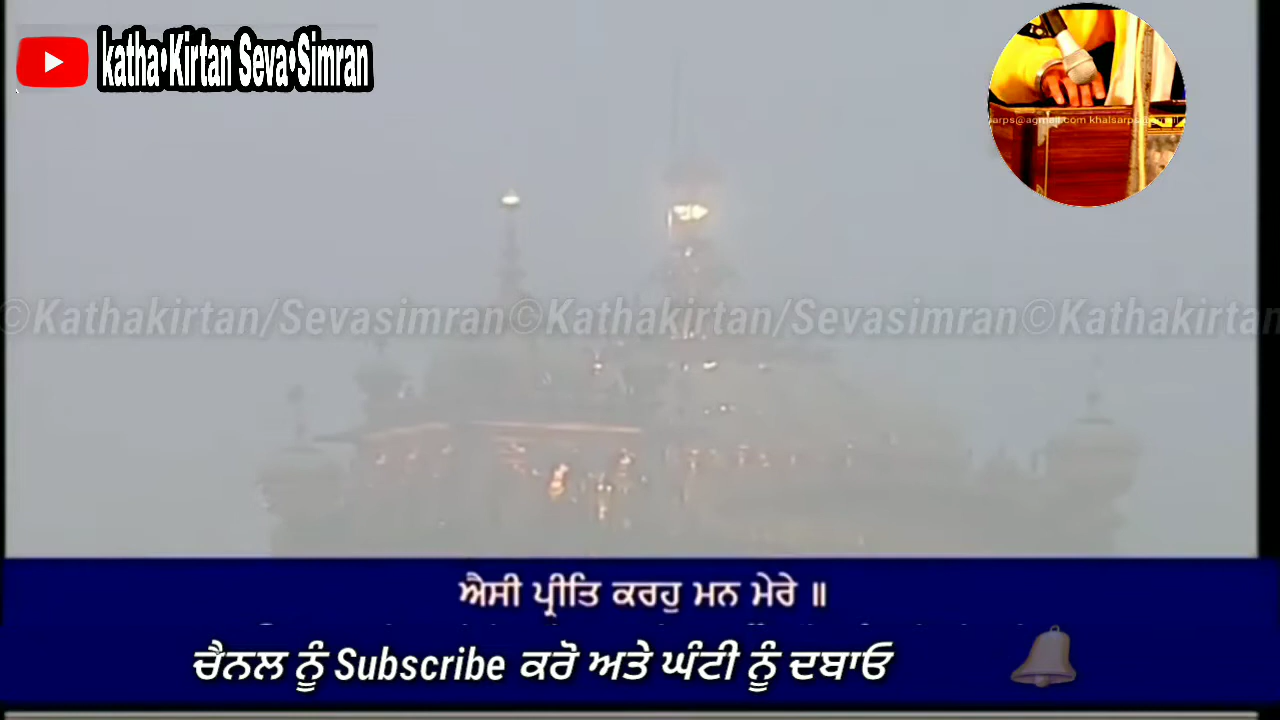 katha•Kirtan Seva•Simran
©Kathakirtan/Sevasimran©Kathakirtan/Sevasimran©Kathakirtan
ਐਸੀ ਪ੍ਰੀਤਿ ਕਰਹੁ ਮਨ ਮੇਰੇ ॥
ਚੈਨਲ ਨੂੰ Subscribe ਕਰੋ ਅਤੇ ਘੰਟੀ ਨੂੰ ਦਬਾਓ